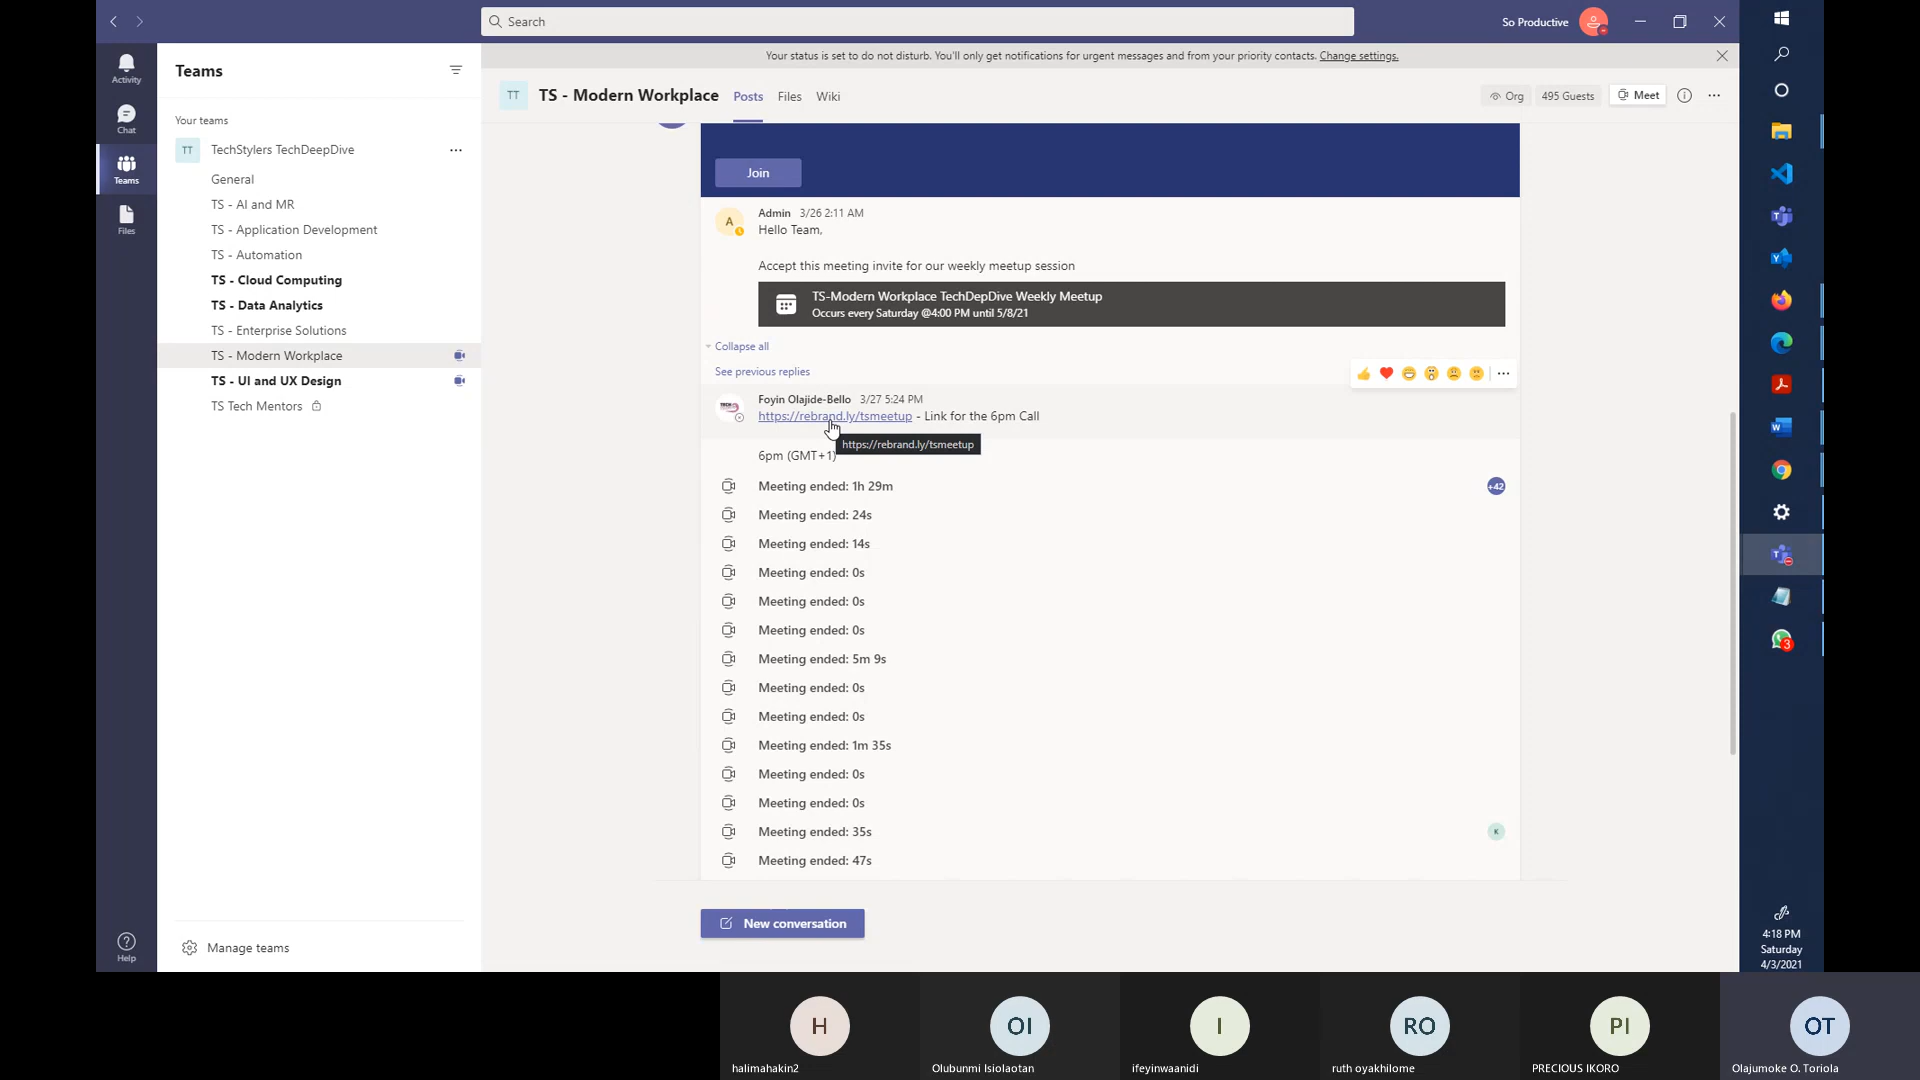 Search
So Productive
Your status is set to do not disturb. You'll only get notifications for urgent messages and from your priority contacts. Change settings.
Activity
Chat
Teams
Files
Help
Teams
Your teams
TT TechStylers TechDeepDive
General
TS - AI and MR
TS - Application Development
TS - Automation
TS - Cloud Computing
TS - Data Analytics
TS - Enterprise Solutions
TS - Modern Workplace
TS - UI and UX Design
TS Tech Mentors
Manage teams
TT TS - Modern Workplace Posts Files Wiki
Org 495 Guests Meet
Join
A
Admin 3/26 2:11 AM
Hello Team,
Accept this meeting invite for our weekly meetup session
TS-Modern Workplace TechDepDive Weekly Meetup
Occurs every Saturday @4:00 PM until 5/8/21
Collapse all
See previous replies
Foyin Olajide-Bello 3/27 5:24 PM
https://rebrand.ly/tsmeetup - Link for the 6pm Call
https://rebrand.ly/tsmeetup
6pm (GMT+1)
Meeting ended: 1h 29m +42
Meeting ended: 24s
Meeting ended: 14s
Meeting ended: 0s
Meeting ended: 0s
Meeting ended: 0s
Meeting ended: 5m 9s
Meeting ended: 0s
Meeting ended: 0s
Meeting ended: 1m 35s
Meeting ended: 0s
Meeting ended: 0s
Meeting ended: 35s K
Meeting ended: 47s
New conversation
3
4:18 PM
Saturday
4/3/2021
H
halimahakin2
OI
Olubunmi Isiolaotan
I
ifeyinwaanidi
RO
ruth oyakhilome
PI
PRECIOUS IKORO
OT
Olajumoke O. Toriola